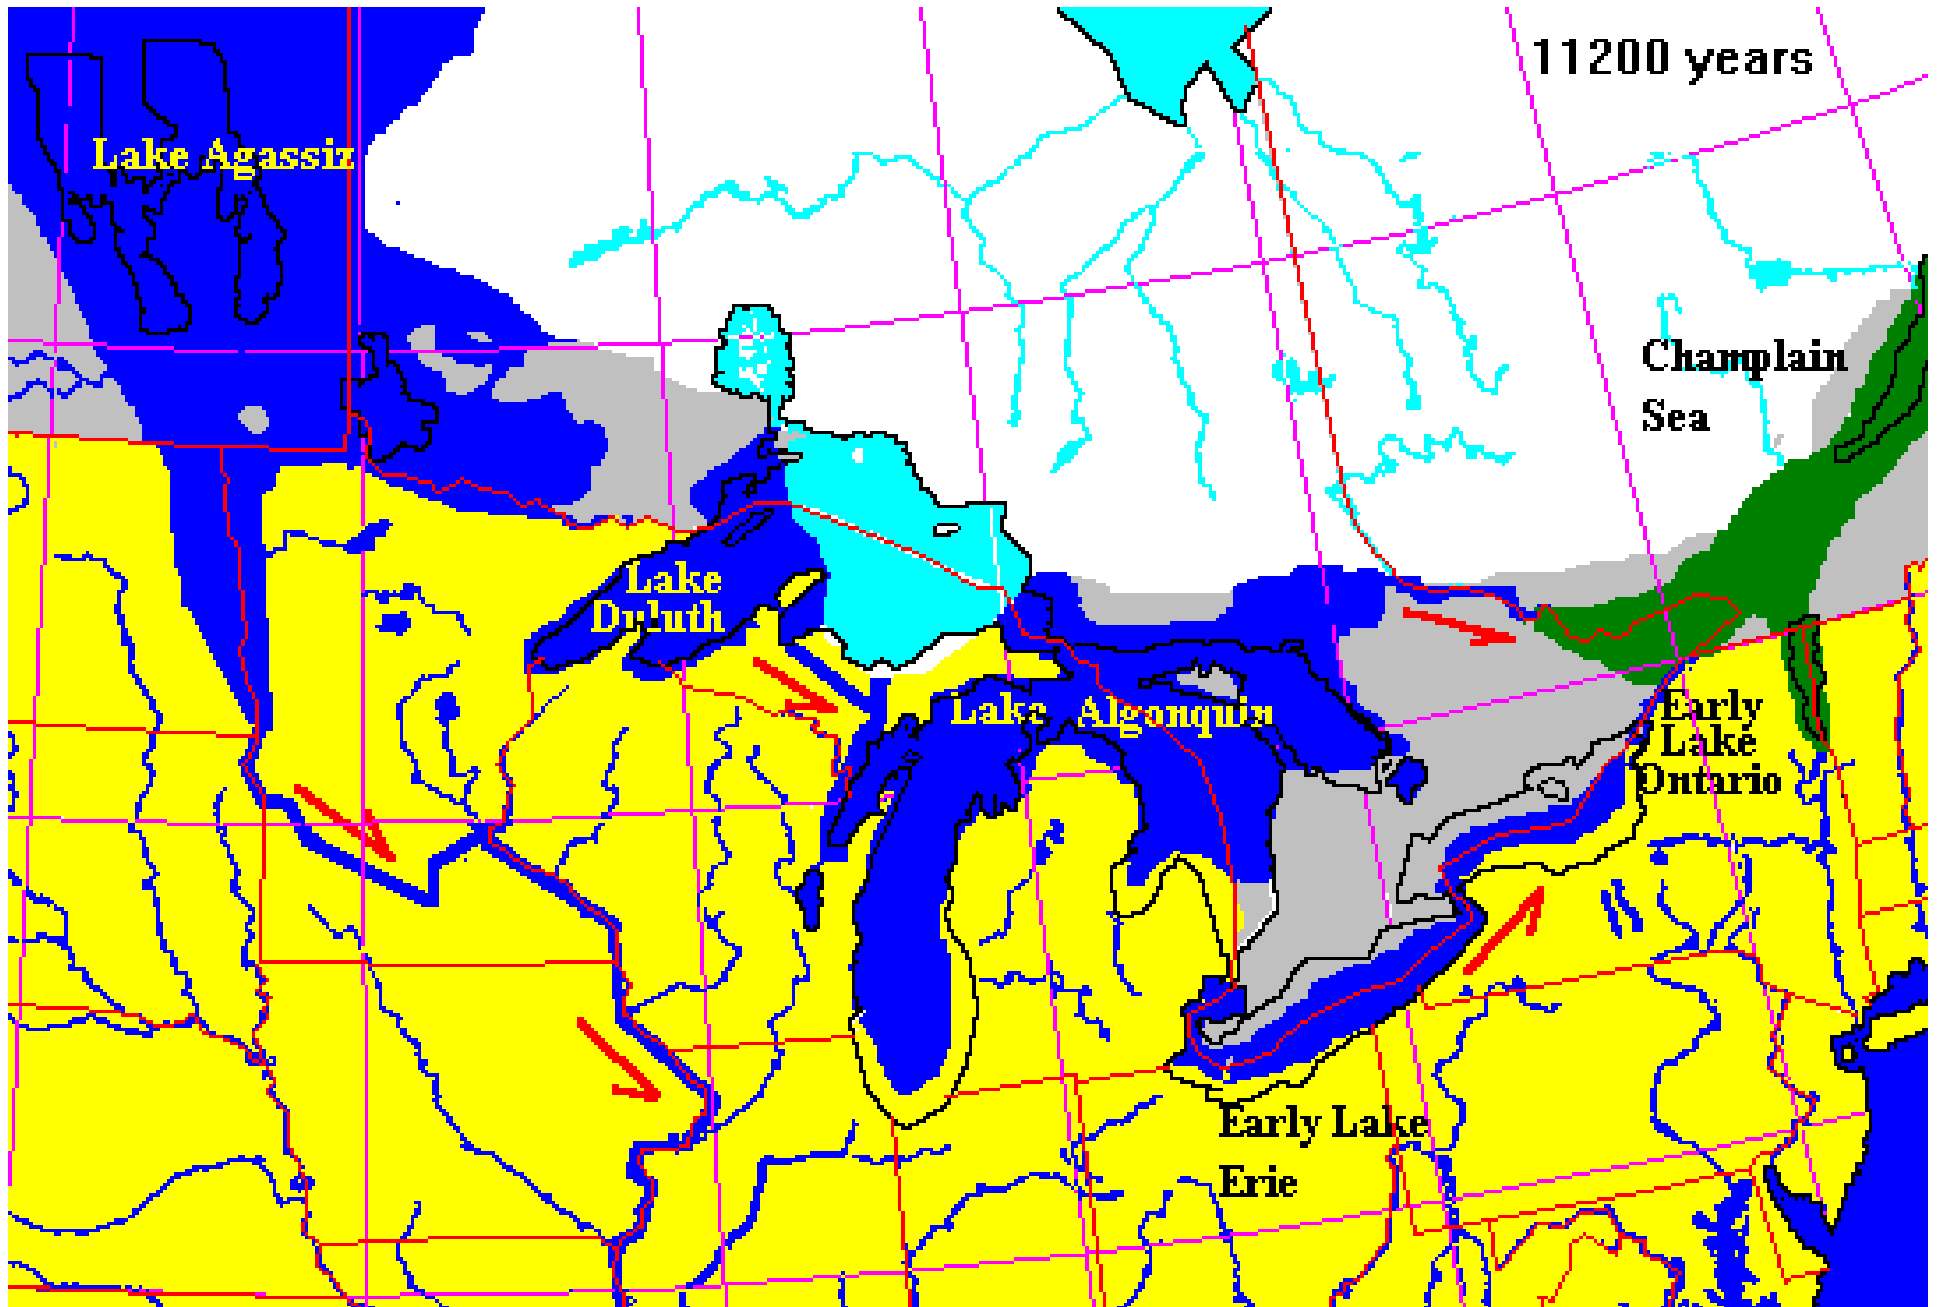 11200 years
Lake Agassiz
Champlain
Sea
Lake
Duluth
Lake Algonquin
Early
Lake
Ontario
Early Lake
Erie